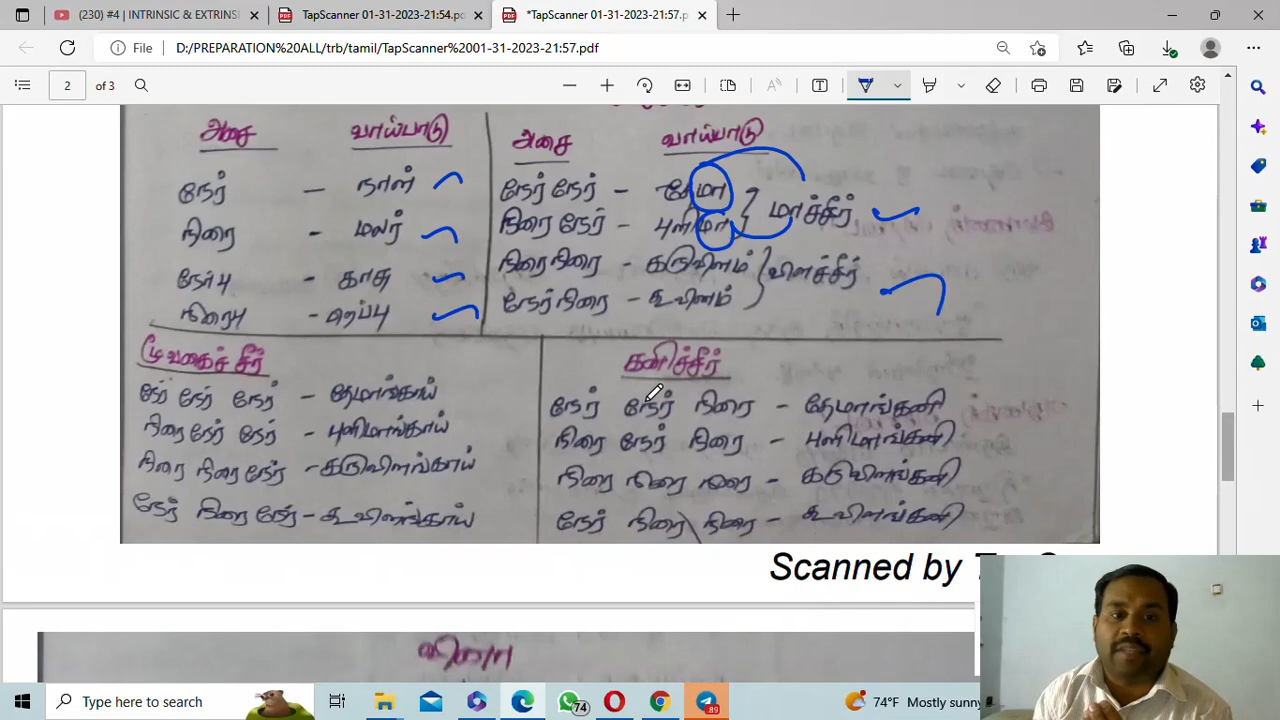 (230) #4 | INTRINSIC & EXTRINSI
TapScanner 01-31-2023-21:54.pd
*TapScanner 01-31-2023-21:57.p
File
D:/PREPARATION%20ALL/trb/tamil/TapScanner%2001-31-2023-21:57.pdf
2 of 3
அசை வாய்பாடு
நேர் — நாள்
நிரை - மலர்
நேர்பு - காசு
நிரைபு - பிறப்பு
அசை வாய்பாடு
நேர் நேர் - தேமா
நிரை நேர் - புளிமா
மாச்சீர்
நிரைநிரை - கருவிளம்
நேர்நிரை - கூவிளம்
விளச்சீர்
மூவகைச் சீர்
நேர் நேர் நேர் - தேமாங்காய்
நிரை நேர் நேர் - புளிமாங்காய்
நிரை நிரை நேர் - கருவிளங்காய்
நேர் நிரை நேர் - கூவிளங்காய்
கனிச்சீர்
நேர் நேர் நிரை - தேமாங்கனி
நிரை நேர் நிரை - புளிமாங்கனி
நிரை நிரை நிரை - கருவிளங்கனி
நேர் நிரை நிரை - கூவிளங்கனி
Scanned by
வினா
Type here to search
74
.89
74°F Mostly sunny